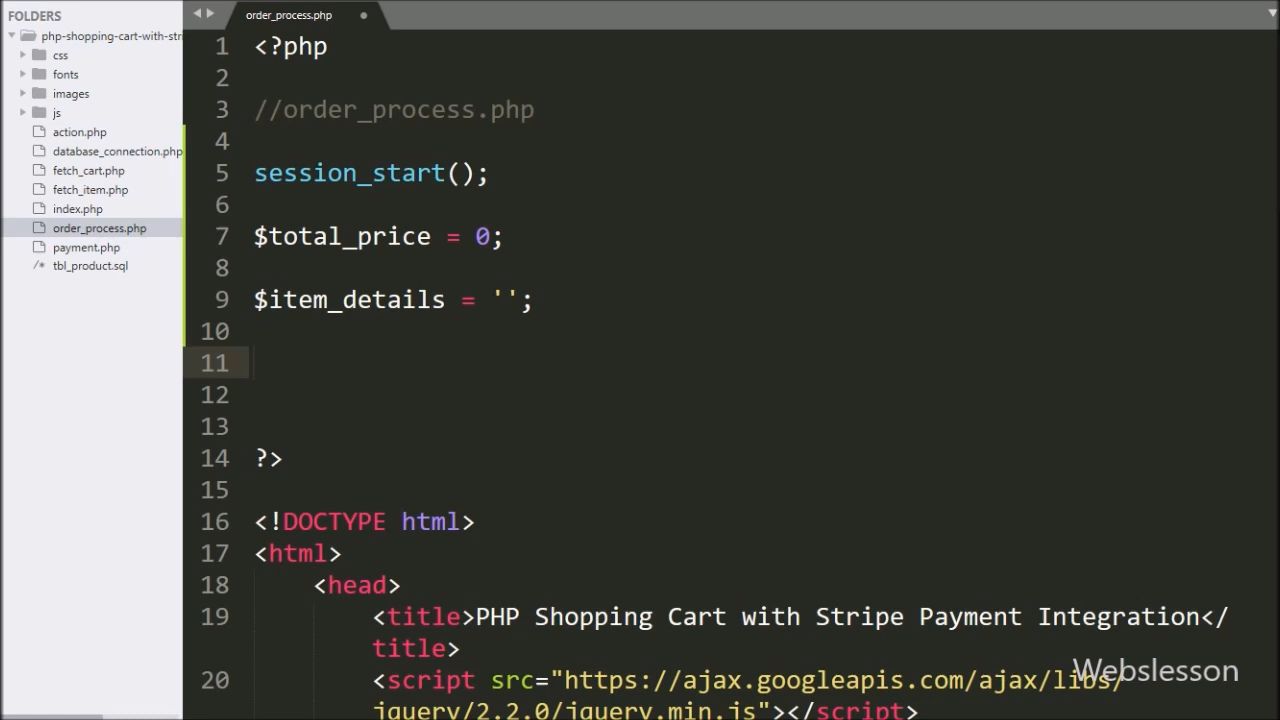 FOLDERS
php-shopping-cart-with-stri
css
fonts
images
js
action.php
database_connection.php
fetch_cart.php
fetch_item.php
index.php
order_process.php
payment.php
/* tbl_product.sql
order_process.php
1 <?php
2
3 //order_process.php
4
5 session_start();
6
7 $total_price = 0;
8
9 $item_details = '';
10
11
12
13
14 ?>
15
16 <!DOCTYPE html>
17 <html>
18 <head>
19 <title>PHP Shopping Cart with Stripe Payment Integration</
title>
20 <script src="https://ajax.googleapis.com/ajax/libs/
jquery/2.2.0/jquery.min.js"></script>
Webslesson